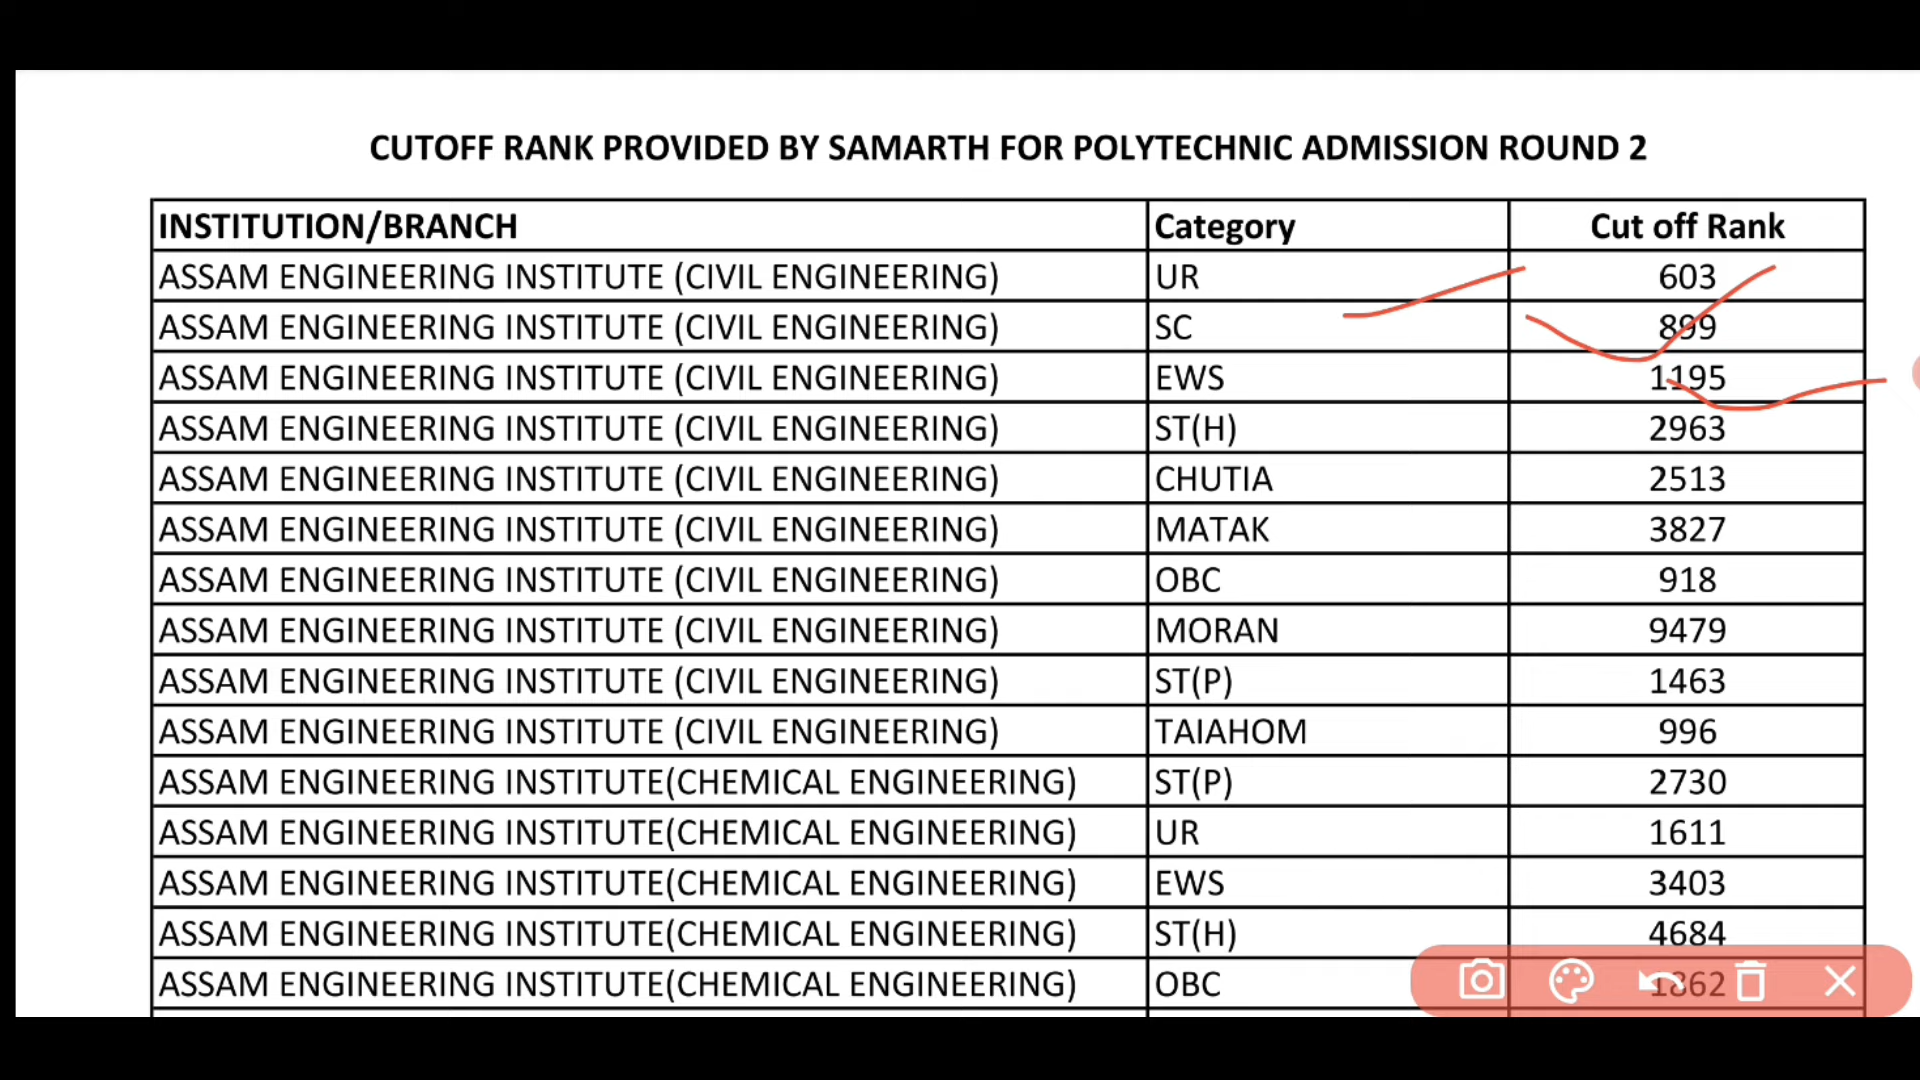 CUTOFF RANK PROVIDED BY SAMARTH FOR POLYTECHNIC ADMISSION ROUND 2
INSTITUTION/BRANCH Category Cut off Rank
ASSAM ENGINEERING INSTITUTE (CIVIL ENGINEERING) UR 603
ASSAM ENGINEERING INSTITUTE (CIVIL ENGINEERING) SC 899
ASSAM ENGINEERING INSTITUTE (CIVIL ENGINEERING) EWS 1195
ASSAM ENGINEERING INSTITUTE (CIVIL ENGINEERING) ST(H) 2963
ASSAM ENGINEERING INSTITUTE (CIVIL ENGINEERING) CHUTIA 2513
ASSAM ENGINEERING INSTITUTE (CIVIL ENGINEERING) MATAK 3827
ASSAM ENGINEERING INSTITUTE (CIVIL ENGINEERING) OBC 918
ASSAM ENGINEERING INSTITUTE (CIVIL ENGINEERING) MORAN 9479
ASSAM ENGINEERING INSTITUTE (CIVIL ENGINEERING) ST(P) 1463
ASSAM ENGINEERING INSTITUTE (CIVIL ENGINEERING) TAIAHOM 996
ASSAM ENGINEERING INSTITUTE(CHEMICAL ENGINEERING) ST(P) 2730
ASSAM ENGINEERING INSTITUTE(CHEMICAL ENGINEERING) UR 1611
ASSAM ENGINEERING INSTITUTE(CHEMICAL ENGINEERING) EWS 3403
ASSAM ENGINEERING INSTITUTE(CHEMICAL ENGINEERING) ST(H) 4684
ASSAM ENGINEERING INSTITUTE(CHEMICAL ENGINEERING) OBC 1862